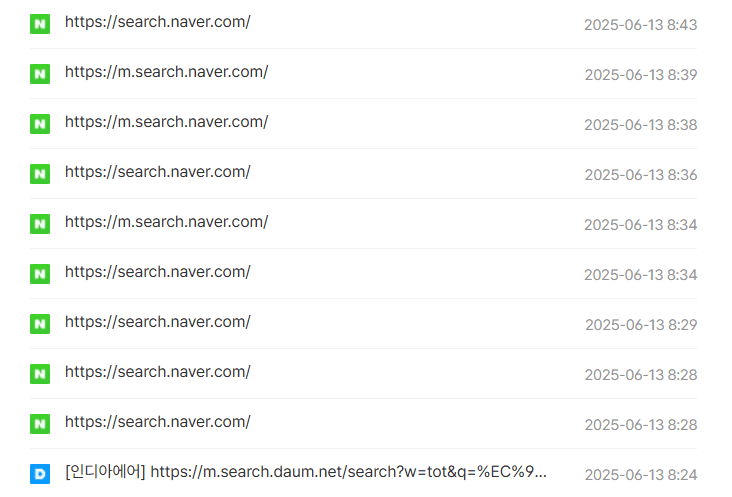 N https://search.naver.com/ 2025-06-13 8:43
N https://m.search.naver.com/ 2025-06-13 8:39
N https://m.search.naver.com/ 2025-06-13 8:38
N https://search.naver.com/ 2025-06-13 8:36
N https://m.search.naver.com/ 2025-06-13 8:34
N https://search.naver.com/ 2025-06-13 8:34
N https://search.naver.com/ 2025-06-13 8:29
N https://search.naver.com/ 2025-06-13 8:28
N https://search.naver.com/ 2025-06-13 8:28
D [인디아에어] https://m.search.daum.net/search?w=tot&q=%EC%9... 2025-06-13 8:24